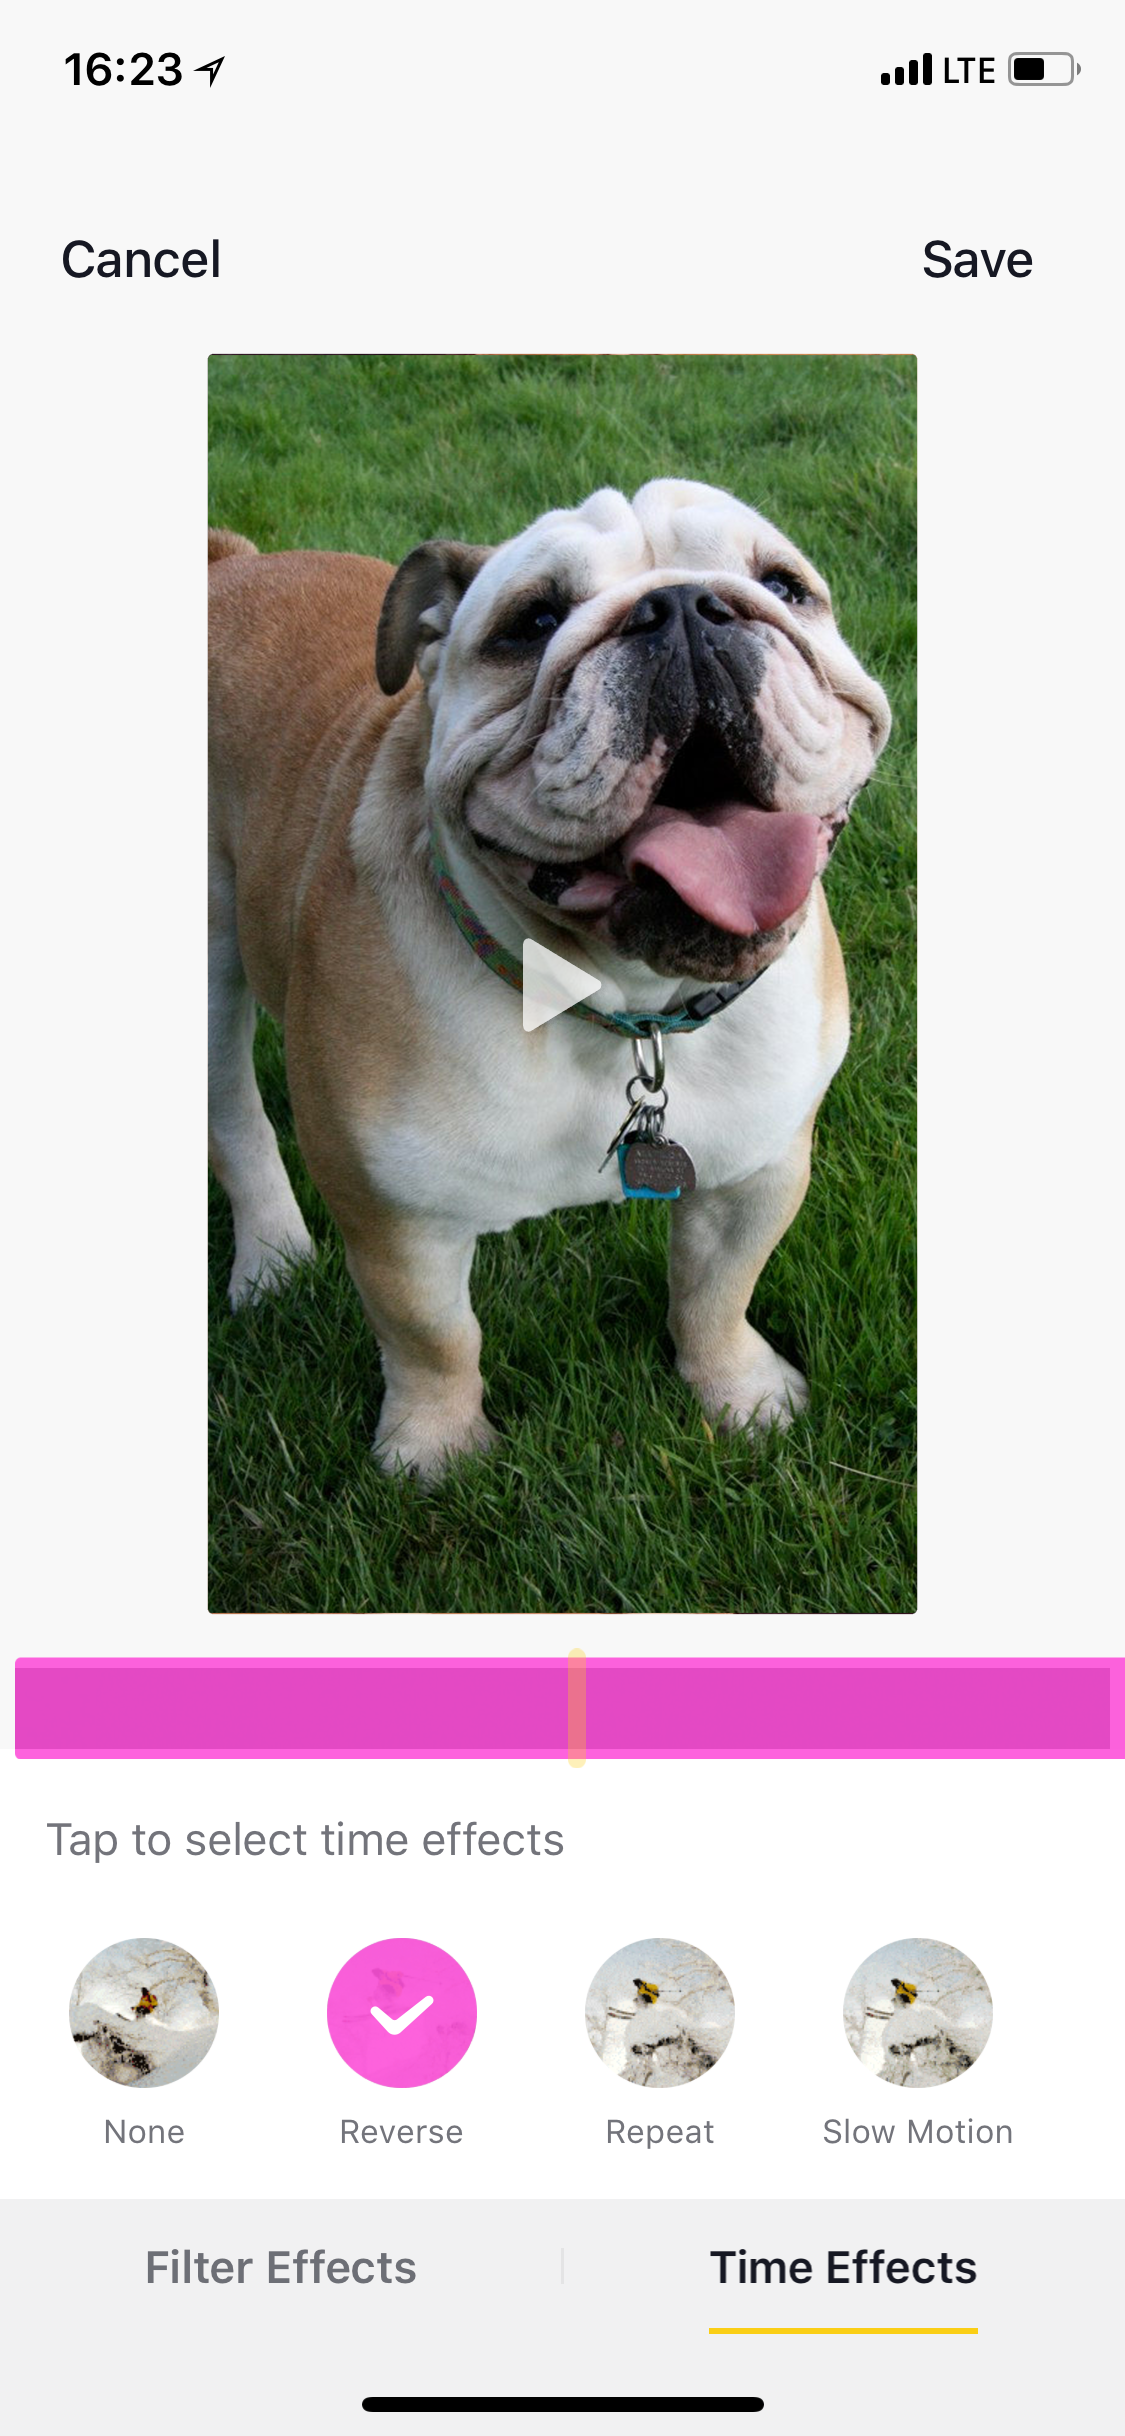 16:23
LTE
Cancel
Save
Tap to select time effects
None
Reverse
Repeat
Slow Motion
Filter Effects
Time Effects